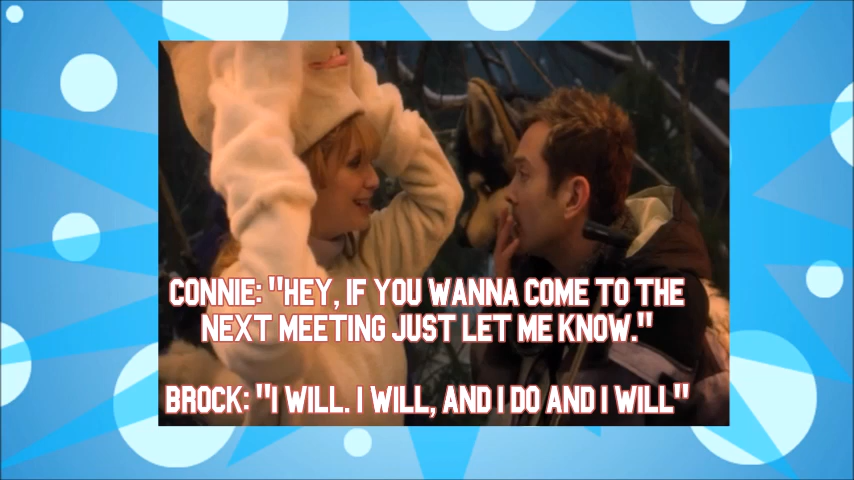 CONNIE: "HEY, IF YOU WANNA COME TO THE
NEXT MEETING JUST LET ME KNOW."
BROCK: "I WILL. I WILL, AND I DO AND I WILL"